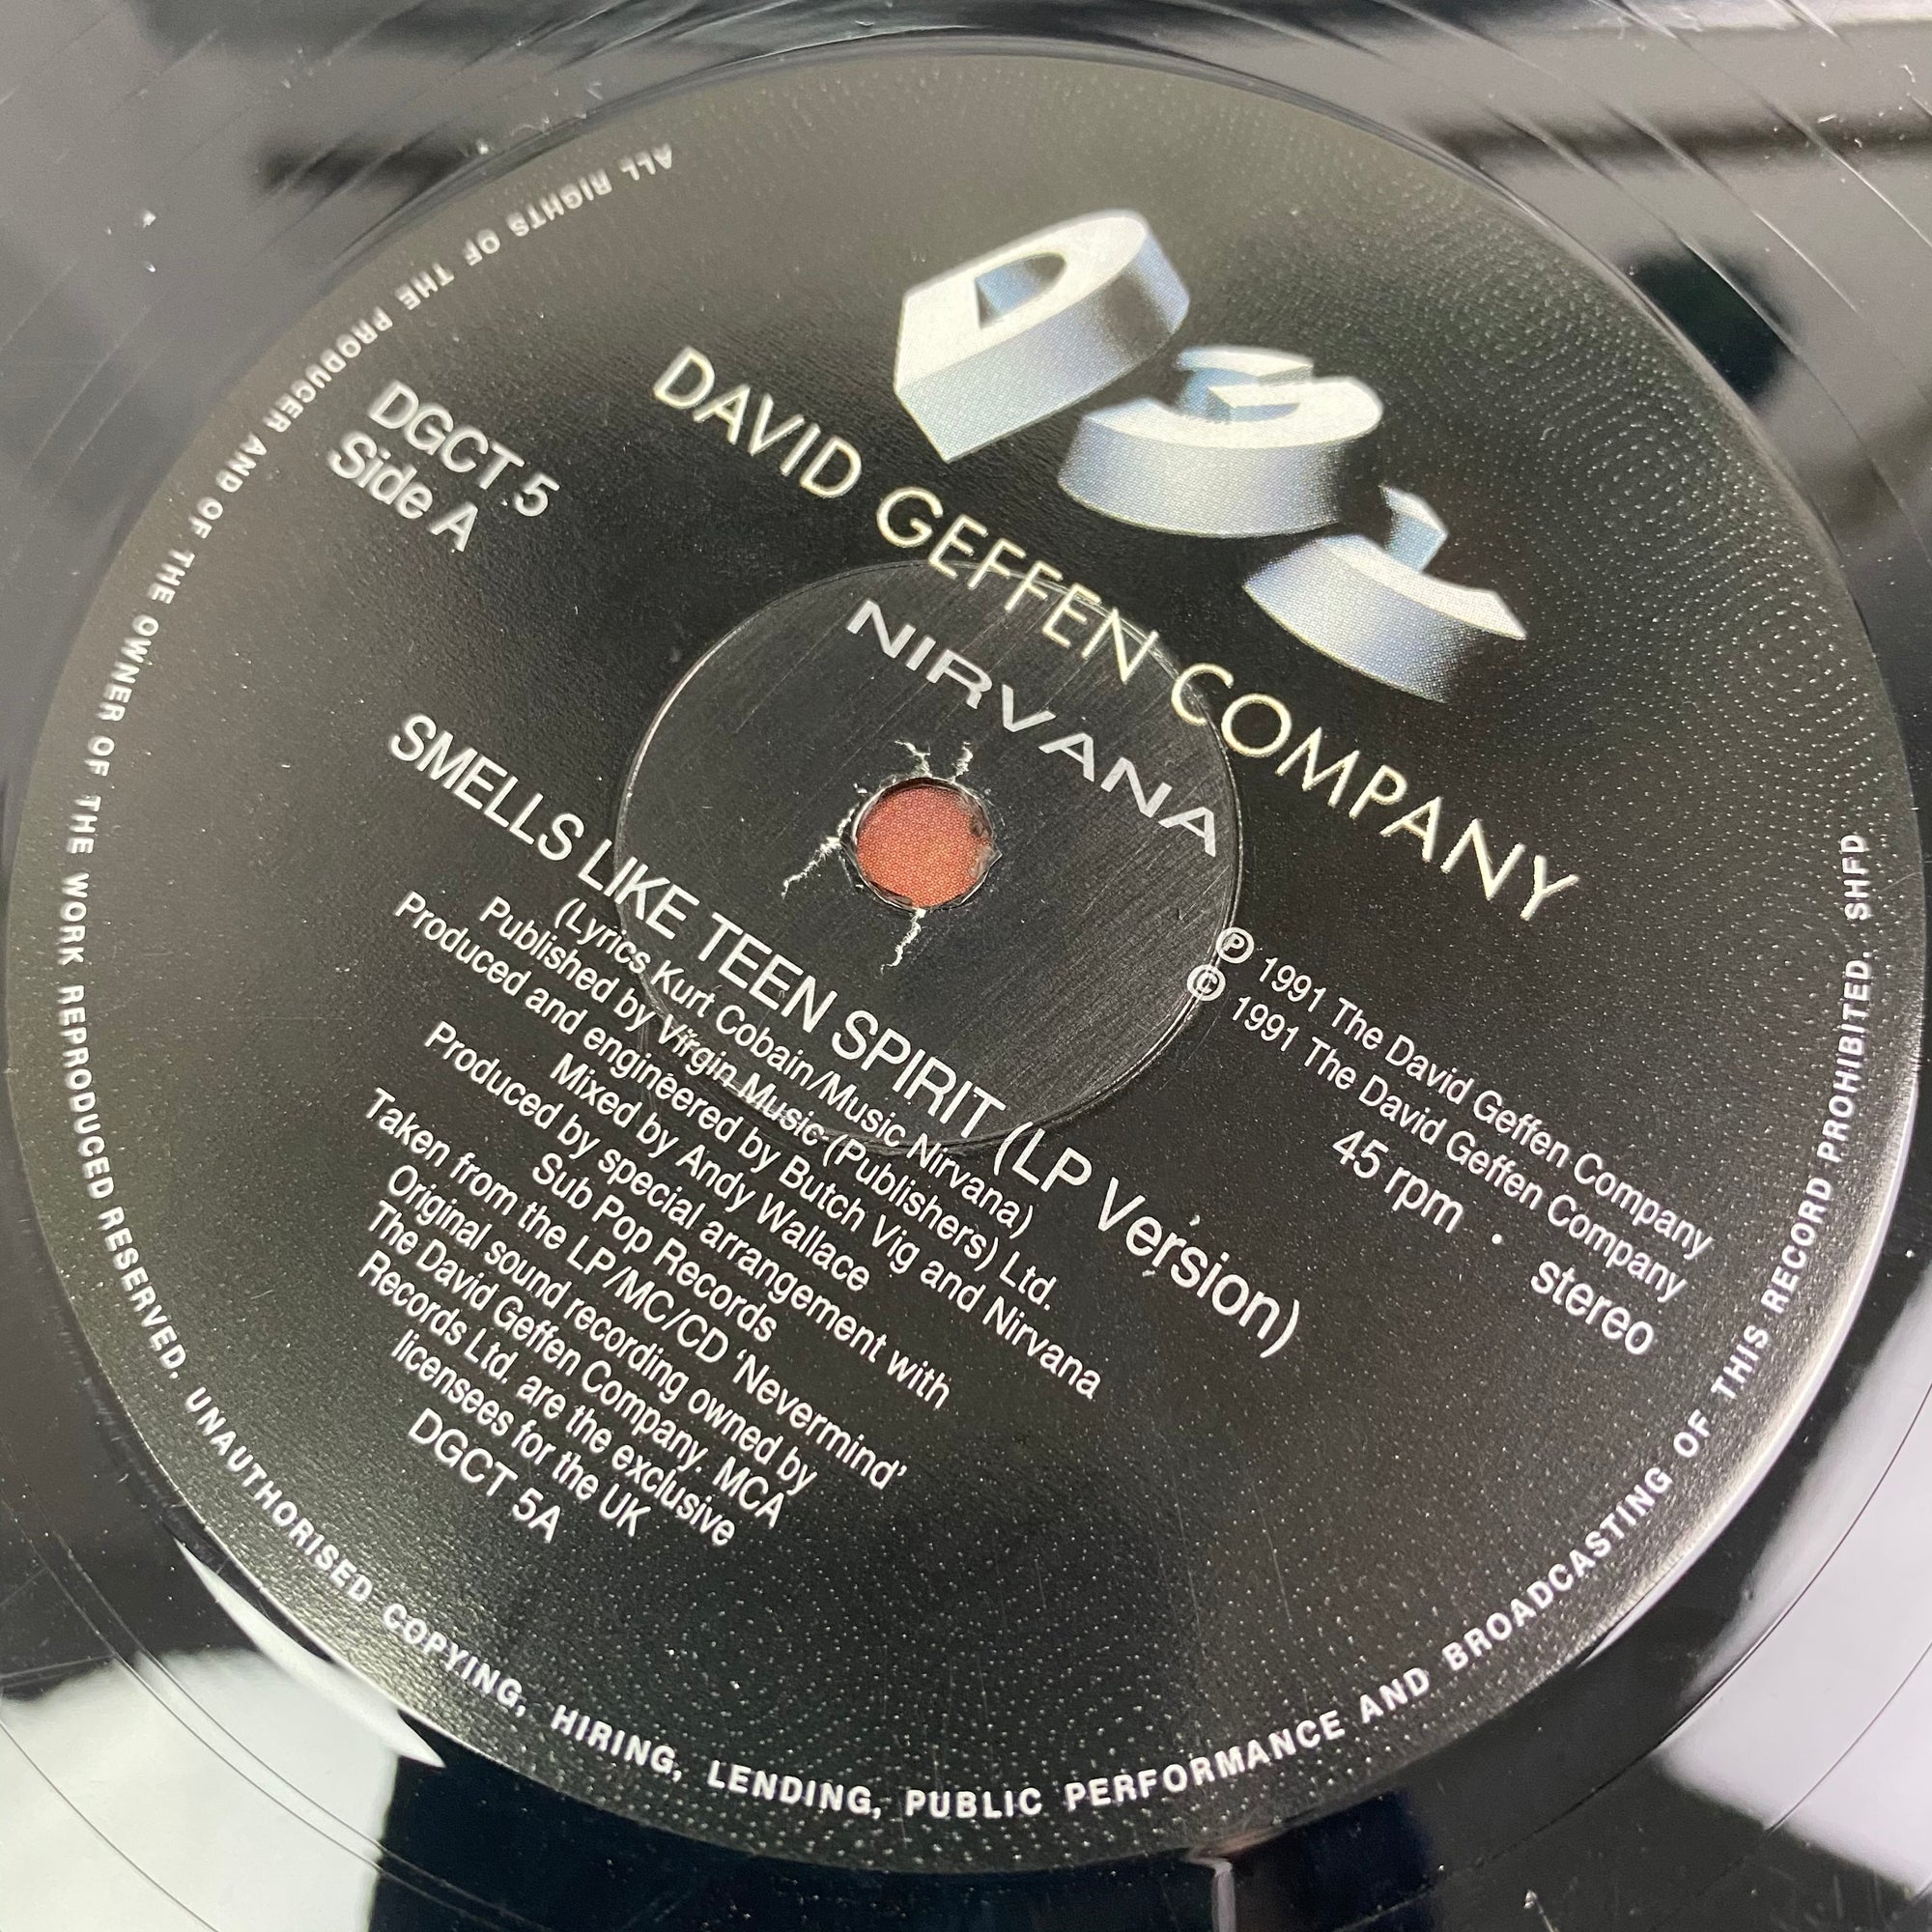 DGC
DAVID GEFFEN COMPANY
NIRVANA
DGCT 5
Side A
℗ 1991 The David Geffen Company
© 1991 The David Geffen Company
45 rpm · stereo
SMELLS LIKE TEEN SPIRIT (LP Version)
(Lyrics Kurt Cobain/Music Nirvana)
Published by Virgin Music (Publishers) Ltd.
Produced and engineered by Butch Vig and Nirvana
Mixed by Andy Wallace
Produced by special arrangement with
Sub Pop Records
Taken from the LP/MC/CD ‘Nevermind’
Original sound recording owned by
The David Geffen Company. MCA
Records Ltd. are the exclusive
licensees for the UK
DGCT 5A
ALL RIGHTS OF THE PRODUCER AND OF THE OWNER OF THE WORK REPRODUCED RESERVED. UNAUTHORISED COPYING, HIRING, LENDING, PUBLIC PERFORMANCE AND BROADCASTING OF THIS RECORD PROHIBITED. SHFD